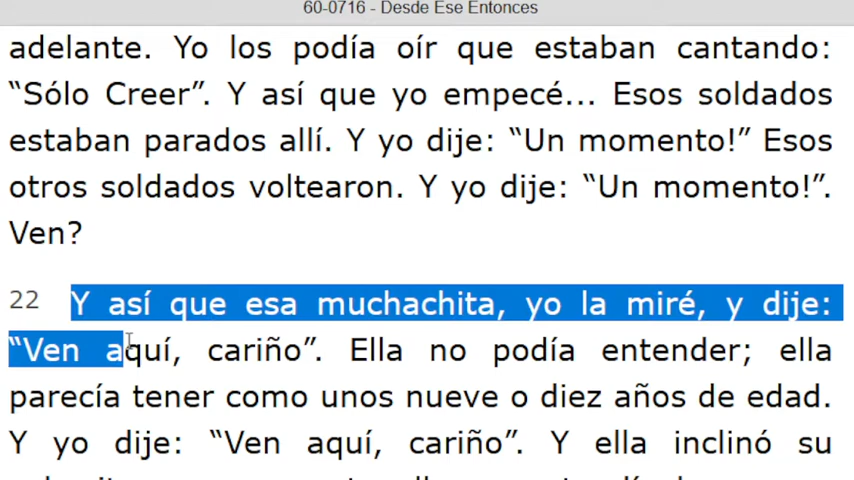 60-0716 - Desde Ese Entonces
adelante. Yo los podía oír que estaban cantando:
“Sólo Creer”. Y así que yo empecé... Esos soldados
estaban parados allí. Y yo dije: “Un momento!” Esos
otros soldados voltearon. Y yo dije: “Un momento!”.
Ven?
22 Y así que esa muchachita, yo la miré, y dije:
“Ven aquí, cariño”. Ella no podía entender; ella
parecía tener como unos nueve o diez años de edad.
Y yo dije: “Ven aquí, cariño”. Y ella inclinó su